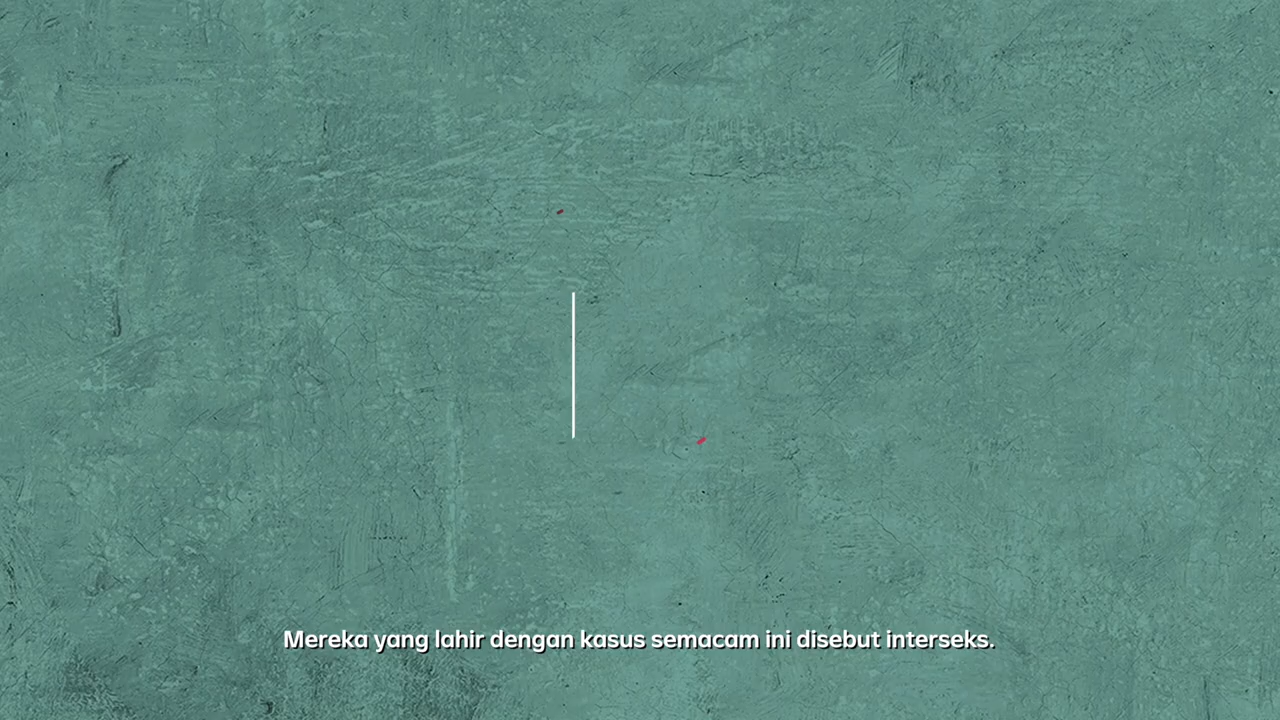 Mereka yang lahir dengan kasus semacam ini disebut interseks.